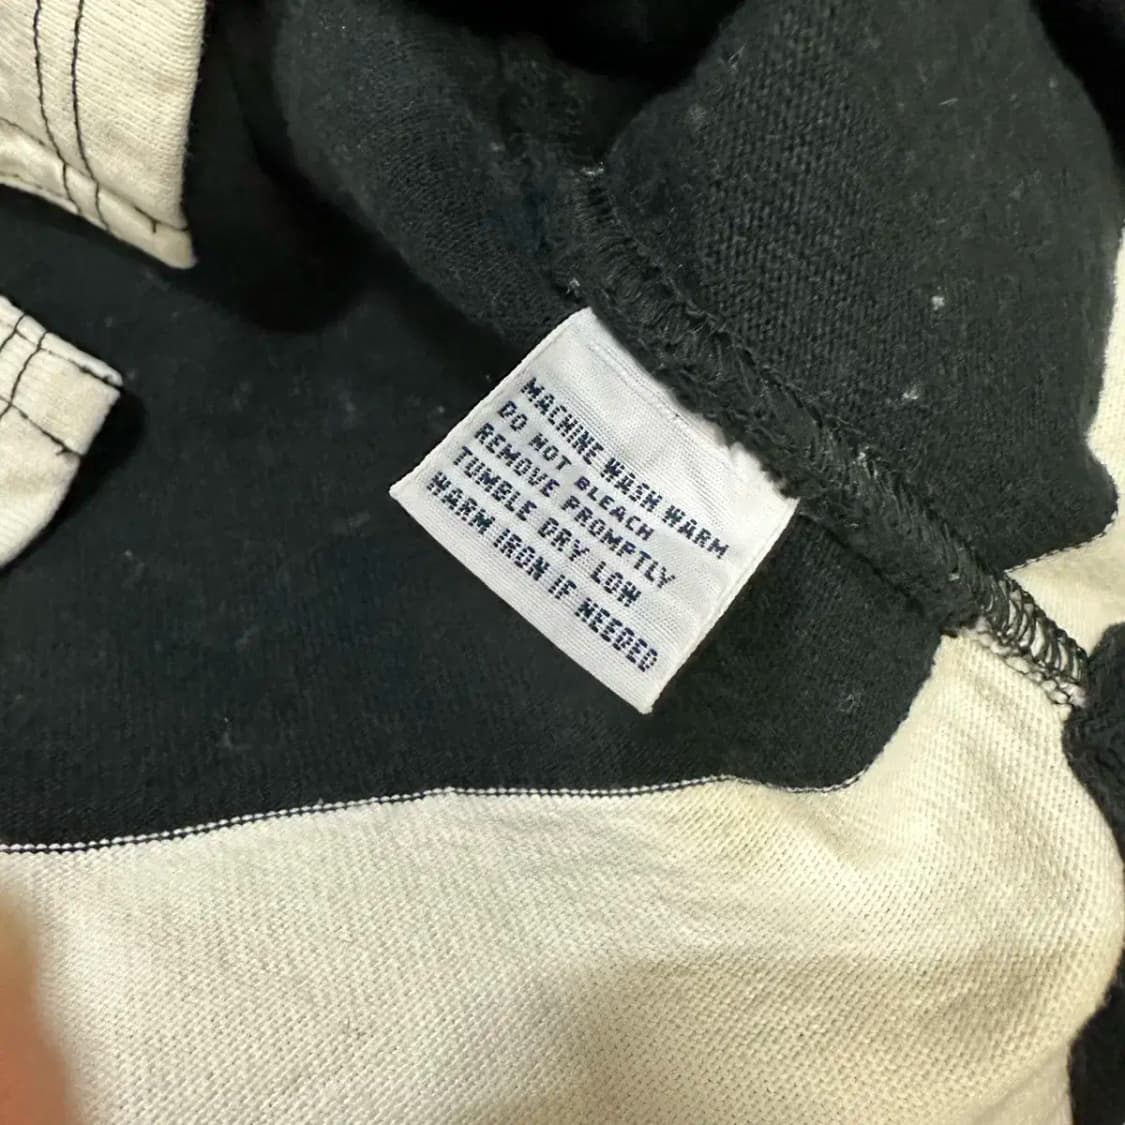 MACHINE WASH WARM
DO NOT BLEACH
REMOVE PROMPTLY
TUMBLE DRY LOW
WARM IRON IF NEEDED